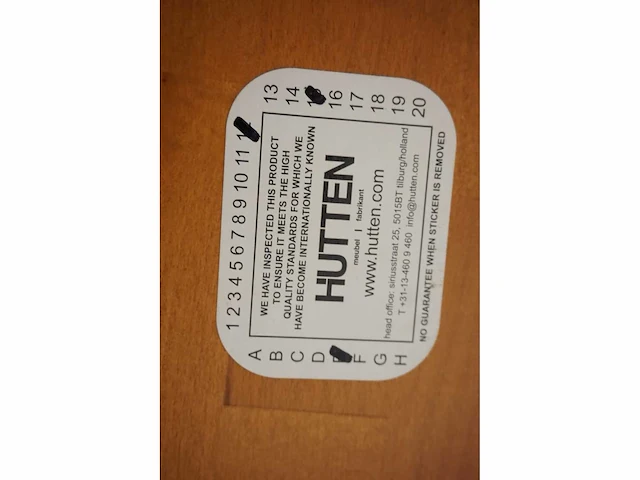 1 2 3 4 5 6 7 8 9 10 11
13
14
16
17
18
19
20
A
B
C
D
F
G
H
WE HAVE INSPECTED THIS PRODUCT
TO ENSURE IT MEETS THE HIGH
QUALITY STANDARDS FOR WHICH WE
HAVE BECOME INTERNATIONALLY KNOWN
HUTTEN
meubel | fabrikant
www.hutten.com
head office: siriusstraat 25, 5015BT tilburg/holland
T +31-13-460 9 460 info@hutten.com
NO GUARANTEE WHEN STICKER IS REMOVED